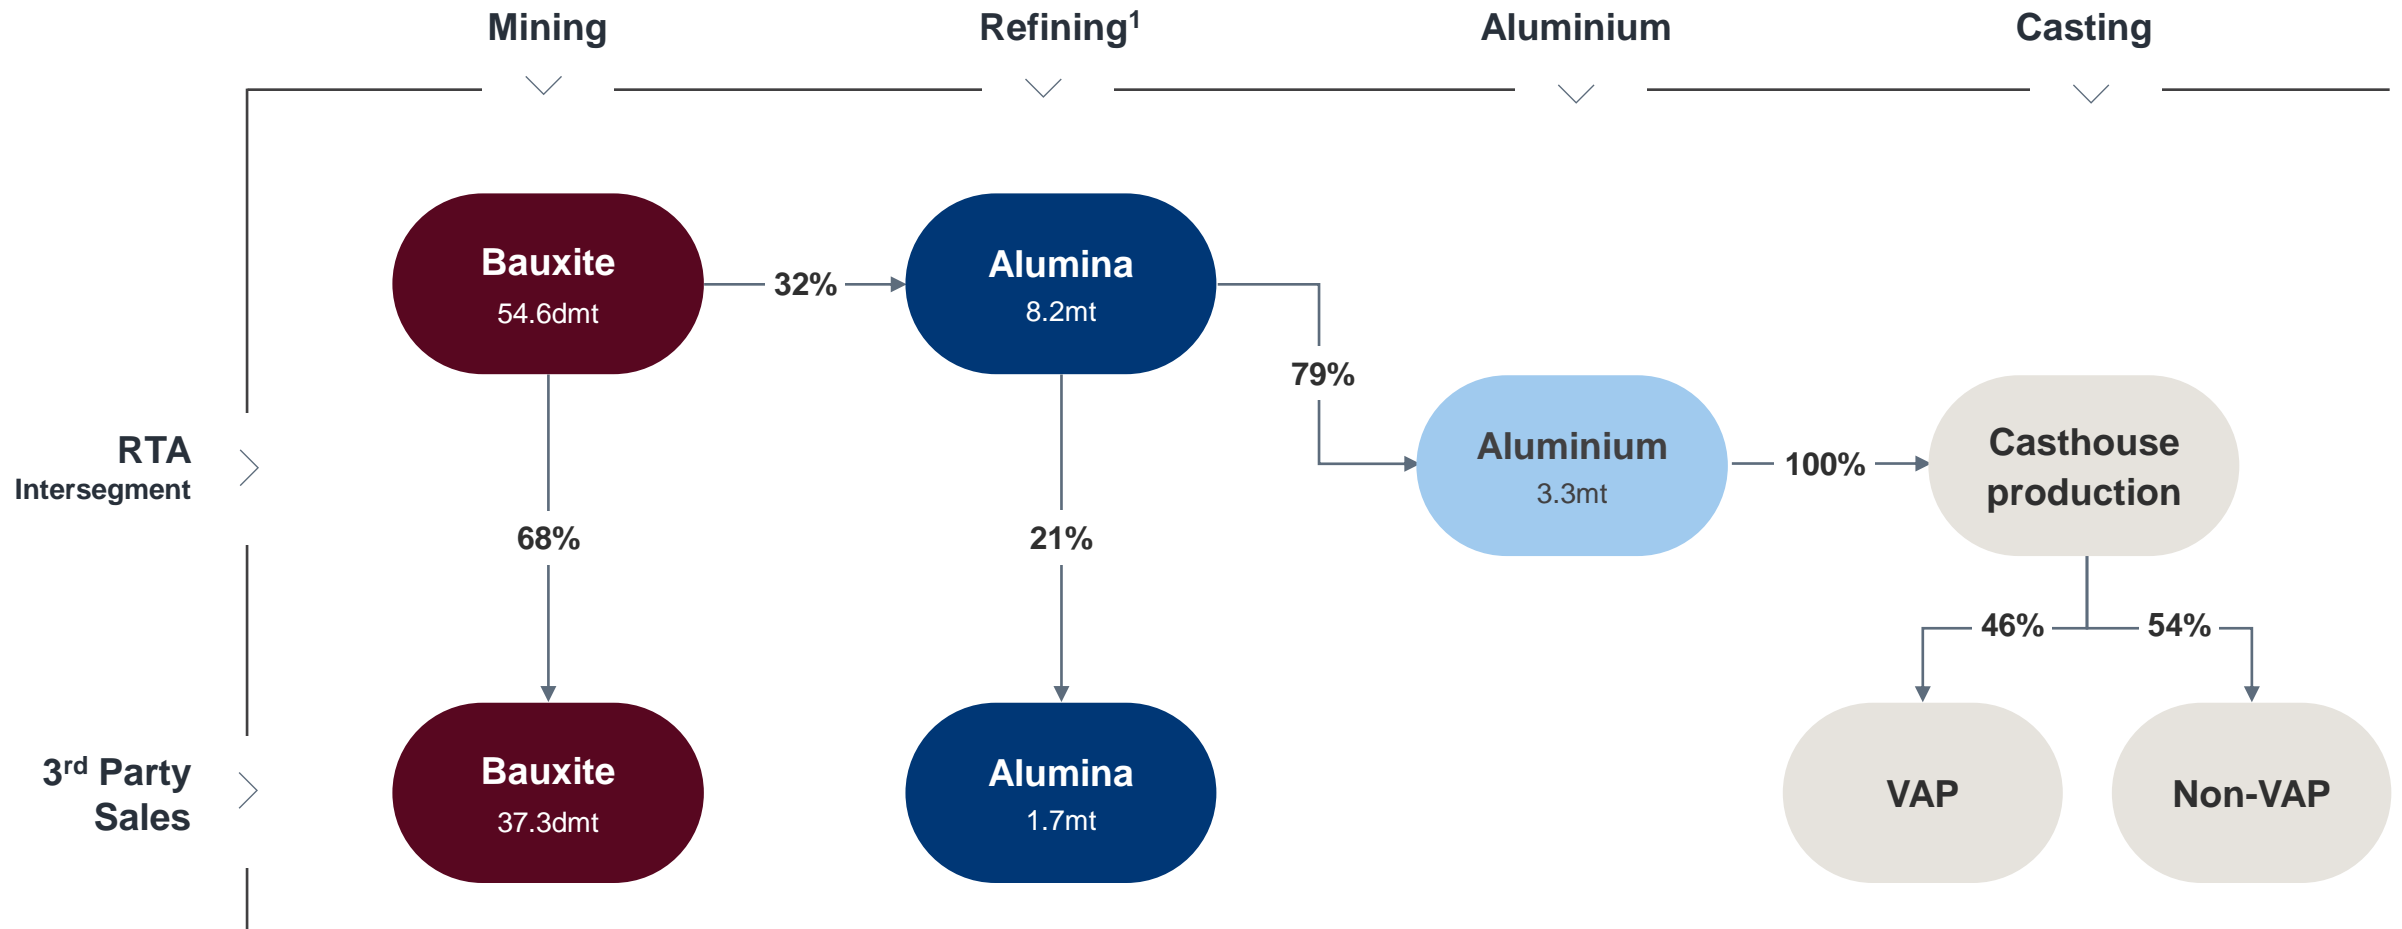 Mining
Refining¹
Aluminium
Casting
Bauxite
54.6dmt
32%
Alumina
8.2mt
79%
RTA
Intersegment
Aluminium
3.3mt
100%
Casthouse
production
68%
21%
46%
54%
3rd Party
Sales
Bauxite
37.3dmt
Alumina
1.7mt
VAP
Non-VAP